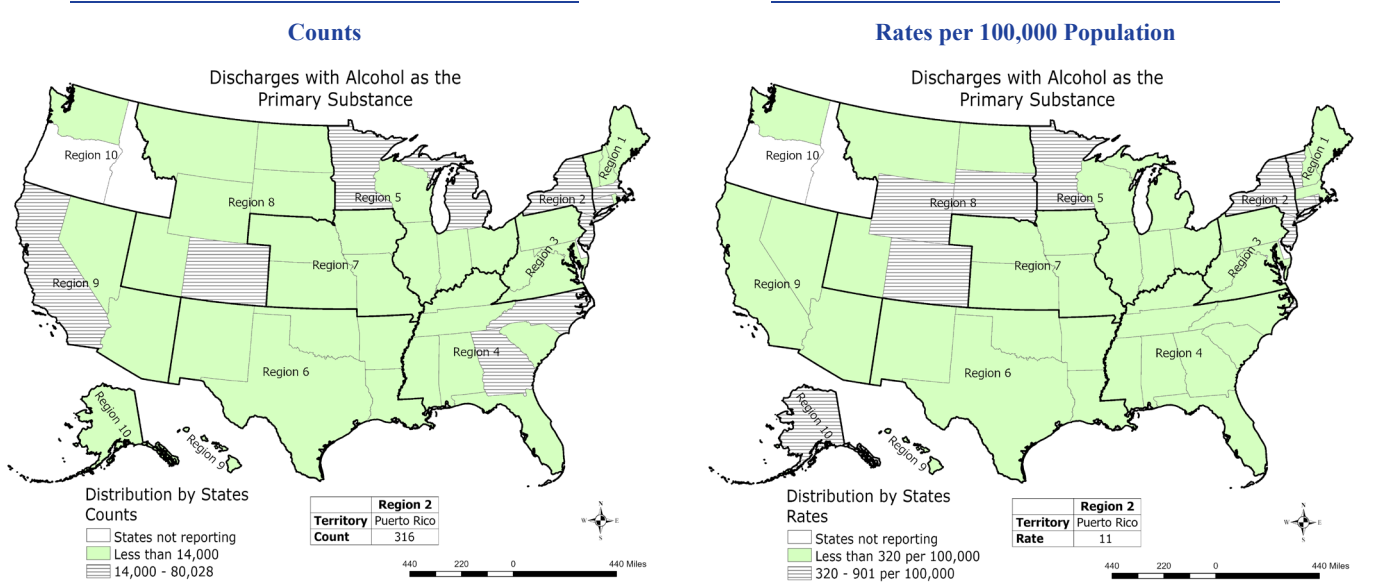 Counts
Discharges with Alcohol as the
Primary Substance
Region 10
Region 1
Region 8
Region 5
Region 2
Region 3
Region 7
Region 9
Region 4
Region 6
Region 10
Region 9
Distribution by States
Counts
States not reporting
Less than 14,000
14,000 - 80,028
Region 2
Territory Puerto Rico
Count 316
N
W E
S
440 220 0 440 Miles
Rates per 100,000 Population
Discharges with Alcohol as the
Primary Substance
Region 10
Region 1
Region 8
Region 5
Region 2
Region 3
Region 7
Region 9
Region 4
Region 6
Region 10
Region 9
Distribution by States
Rates
States not reporting
Less than 320 per 100,000
320 - 901 per 100,000
Region 2
Territory Puerto Rico
Rate 11
N
W E
S
440 220 0 440 Miles